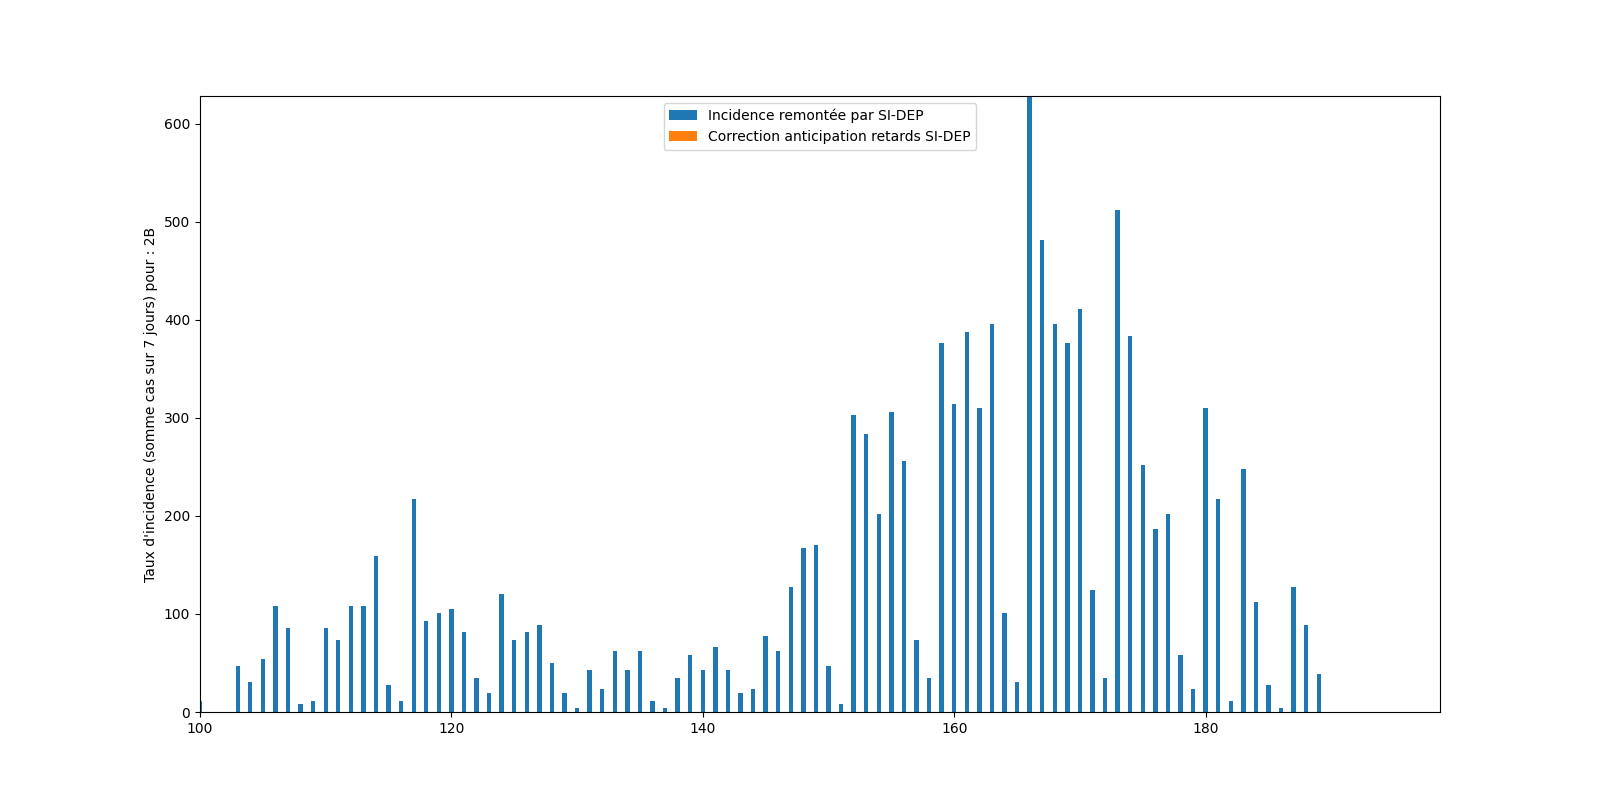 Incidence remontée par SI-DEP
Correction anticipation retards SI-DEP
Taux d'incidence (somme cas sur 7 jours) pour : 2B
600
500
400
300
200
100
0
100 120 140 160 180